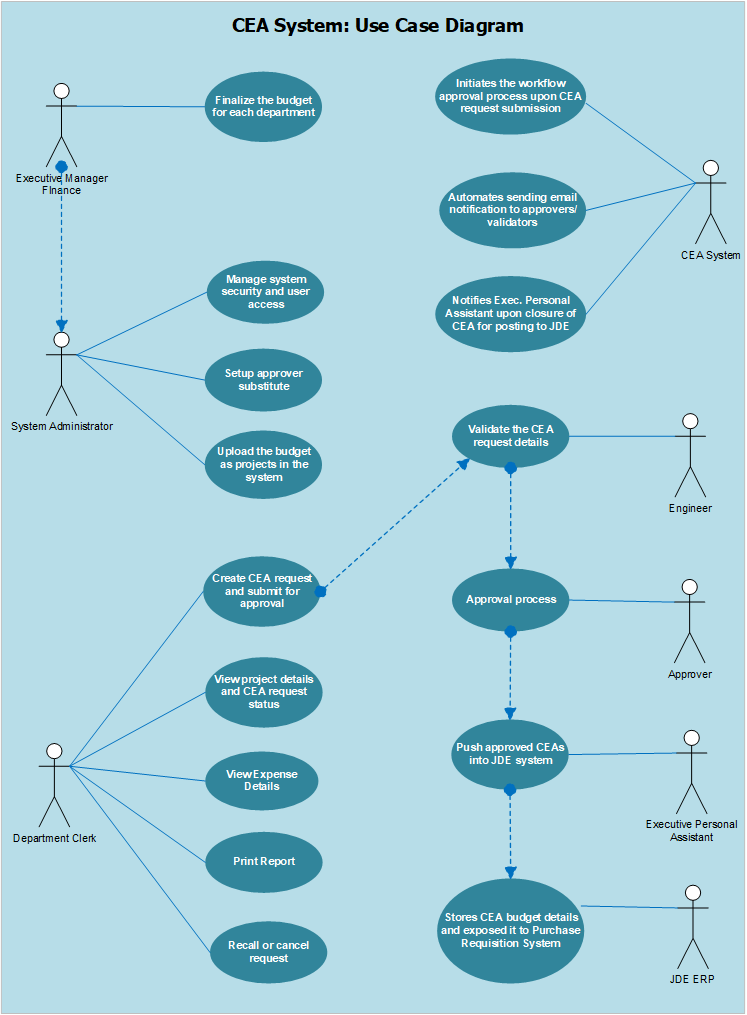 CEA System: Use Case Diagram
Finalize the budget
for each department
Executive Manager
FInance
Initiates the workflow
approval process upon CEA
request submission
Automates sending email
notification to approvers/
validators
CEA System
Notifies Exec. Personal
Assistant upon closure of
CEA for posting to JDE
Manage system
security and user
access
Setup approver
substitute
System Administrator
Upload the budget
as projects in the
system
Validate the CEA
request details
Engineer
Create CEA request
and submit for
approval
Approval process
Approver
View project details
and CEA request
status
Push approved CEAs
into JDE system
Executive Personal
Assistant
View Expense
Details
Department Clerk
Print Report
Stores CEA budget details
and exposed it to Purchase
Requisition System
JDE ERP
Recall or cancel
request